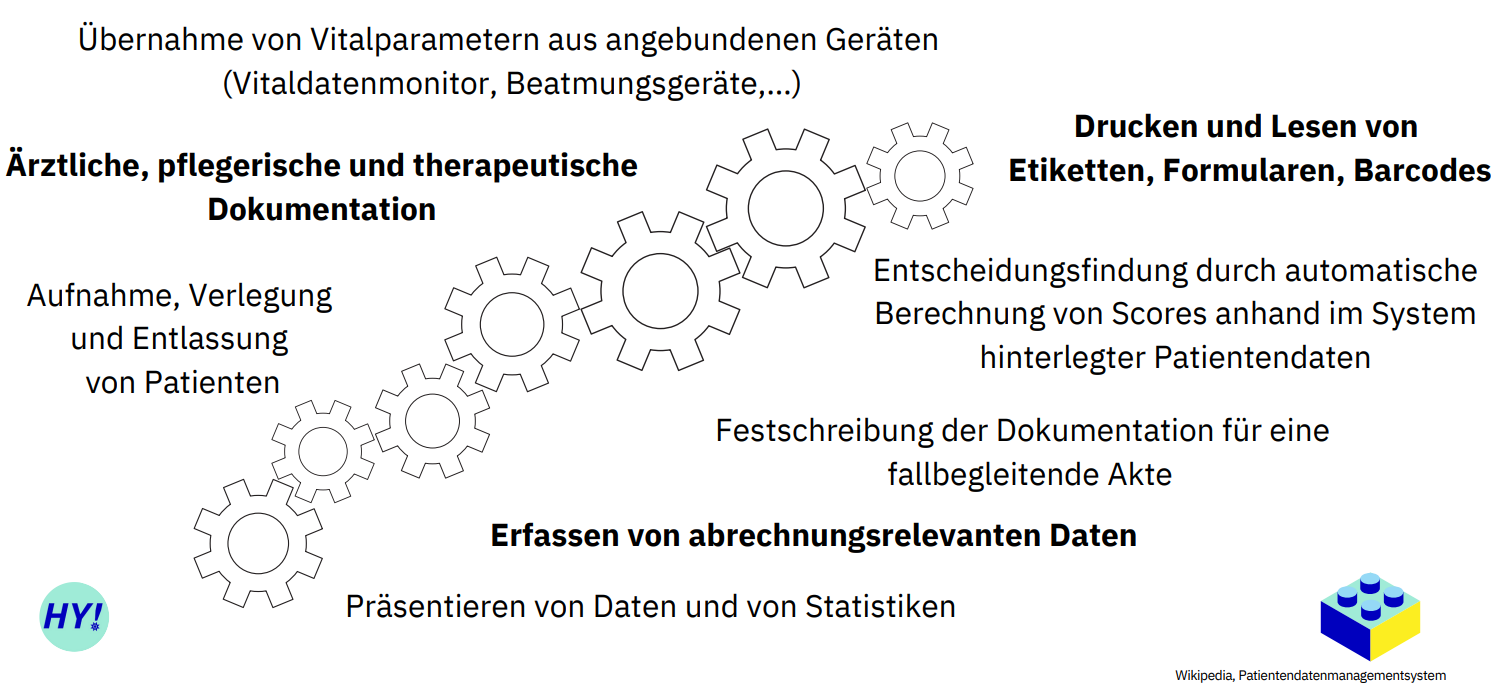 Übernahme von Vitalparametern aus angebundenen Geräten
(Vitaldatenmonitor, Beatmungsgeräte,...)
Drucken und Lesen von
Etiketten, Formularen, Barcodes
Ärztliche, pflegerische und therapeutische
Dokumentation
Entscheidungsfindung durch automatische
Berechnung von Scores anhand im System
hinterlegter Patientendaten
Aufnahme, Verlegung
und Entlassung
von Patienten
Festschreibung der Dokumentation für eine
fallbegleitende Akte
Erfassen von abrechnungsrelevanten Daten
Präsentieren von Daten und von Statistiken
HY!
Wikipedia, Patientendatenmanagementsystem